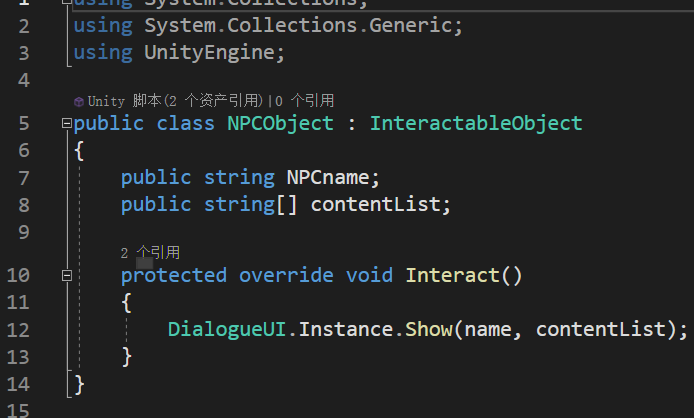 1 using System.Collections;
2 using System.Collections.Generic;
3 using UnityEngine;
4
Unity 脚本(2 个资产引用)|0 个引用
5 public class NPCObject : InteractableObject
6 {
7 public string NPCname;
8 public string[] contentList;
9
2 个引用
10 protected override void Interact()
11 {
12 DialogueUI.Instance.Show(name, contentList);
13 }
14 }
15